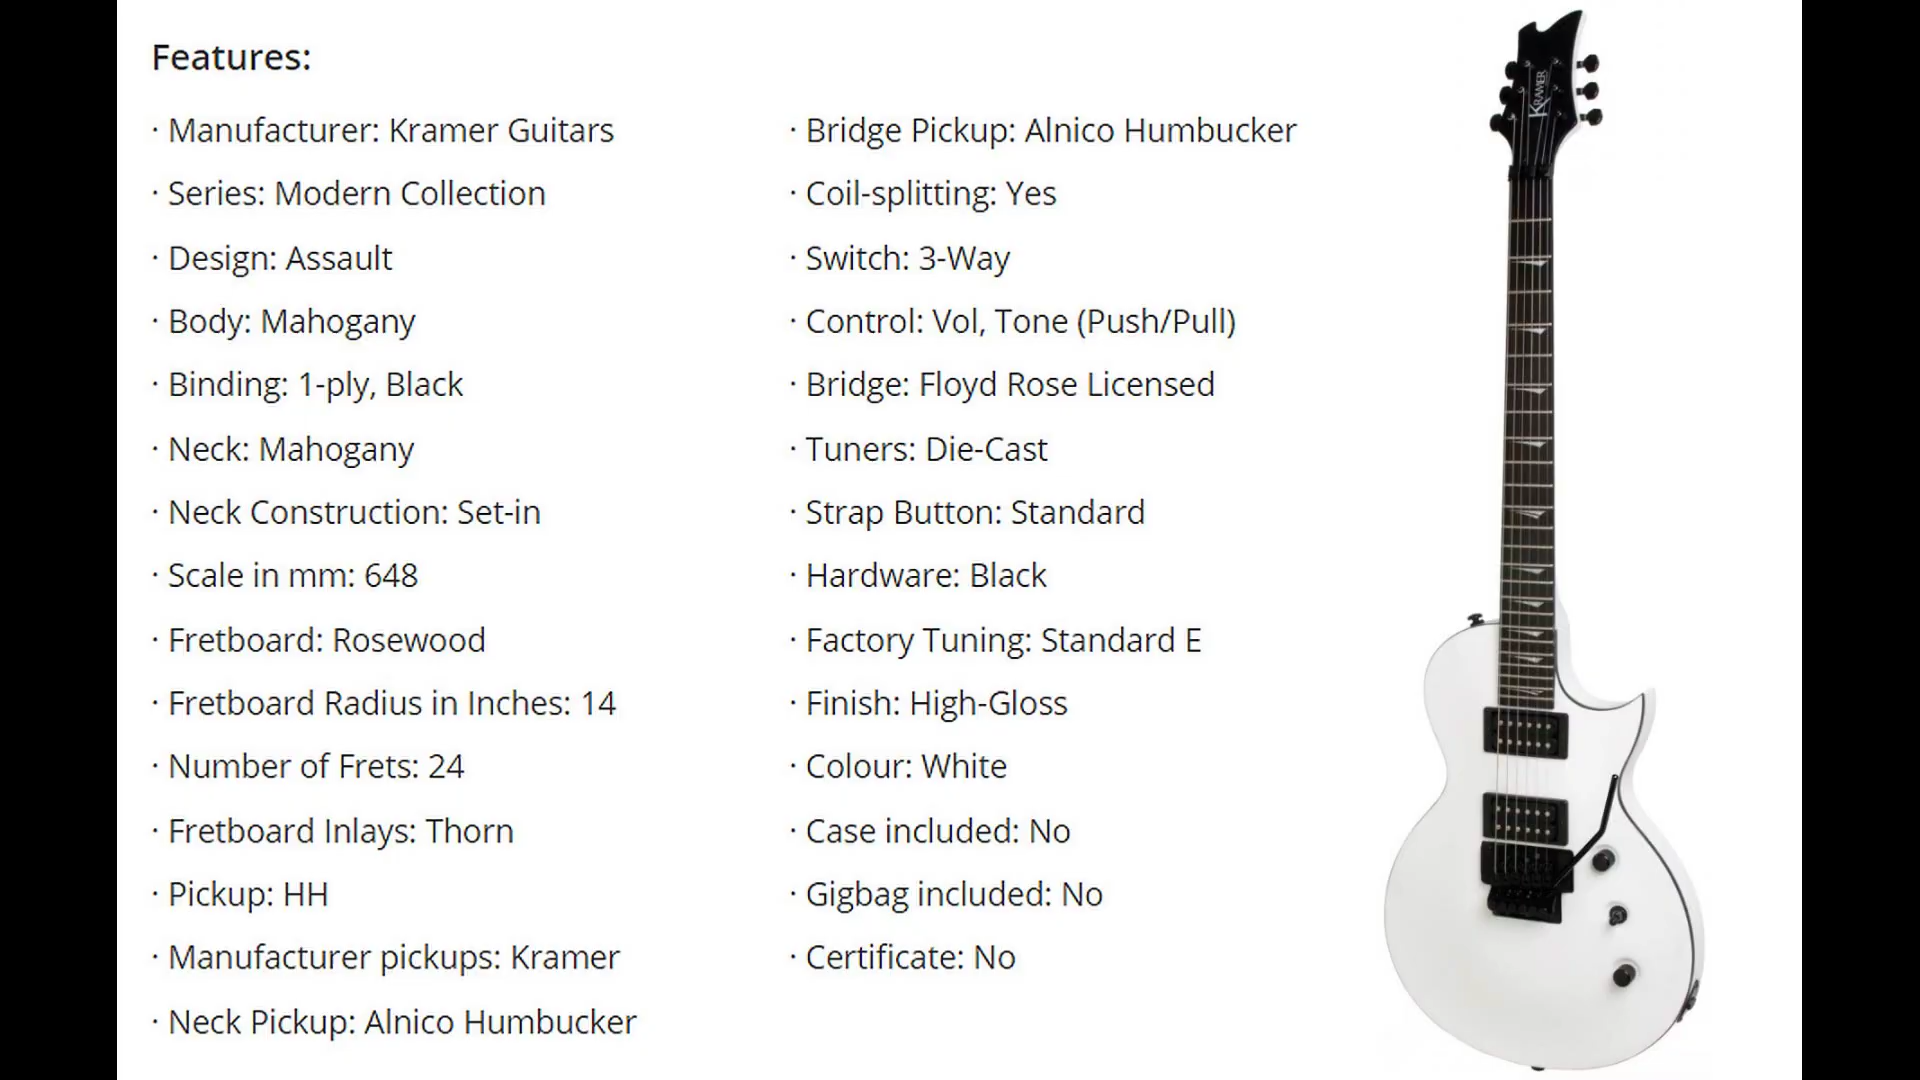 Features:
· Manufacturer: Kramer Guitars
· Series: Modern Collection
· Design: Assault
· Body: Mahogany
· Binding: 1-ply, Black
· Neck: Mahogany
· Neck Construction: Set-in
· Scale in mm: 648
· Fretboard: Rosewood
· Fretboard Radius in Inches: 14
· Number of Frets: 24
· Fretboard Inlays: Thorn
· Pickup: HH
· Manufacturer pickups: Kramer
· Neck Pickup: Alnico Humbucker
· Bridge Pickup: Alnico Humbucker
· Coil-splitting: Yes
· Switch: 3-Way
· Control: Vol, Tone (Push/Pull)
· Bridge: Floyd Rose Licensed
· Tuners: Die-Cast
· Strap Button: Standard
· Hardware: Black
· Factory Tuning: Standard E
· Finish: High-Gloss
· Colour: White
· Case included: No
· Gigbag included: No
· Certificate: No
KRAMER